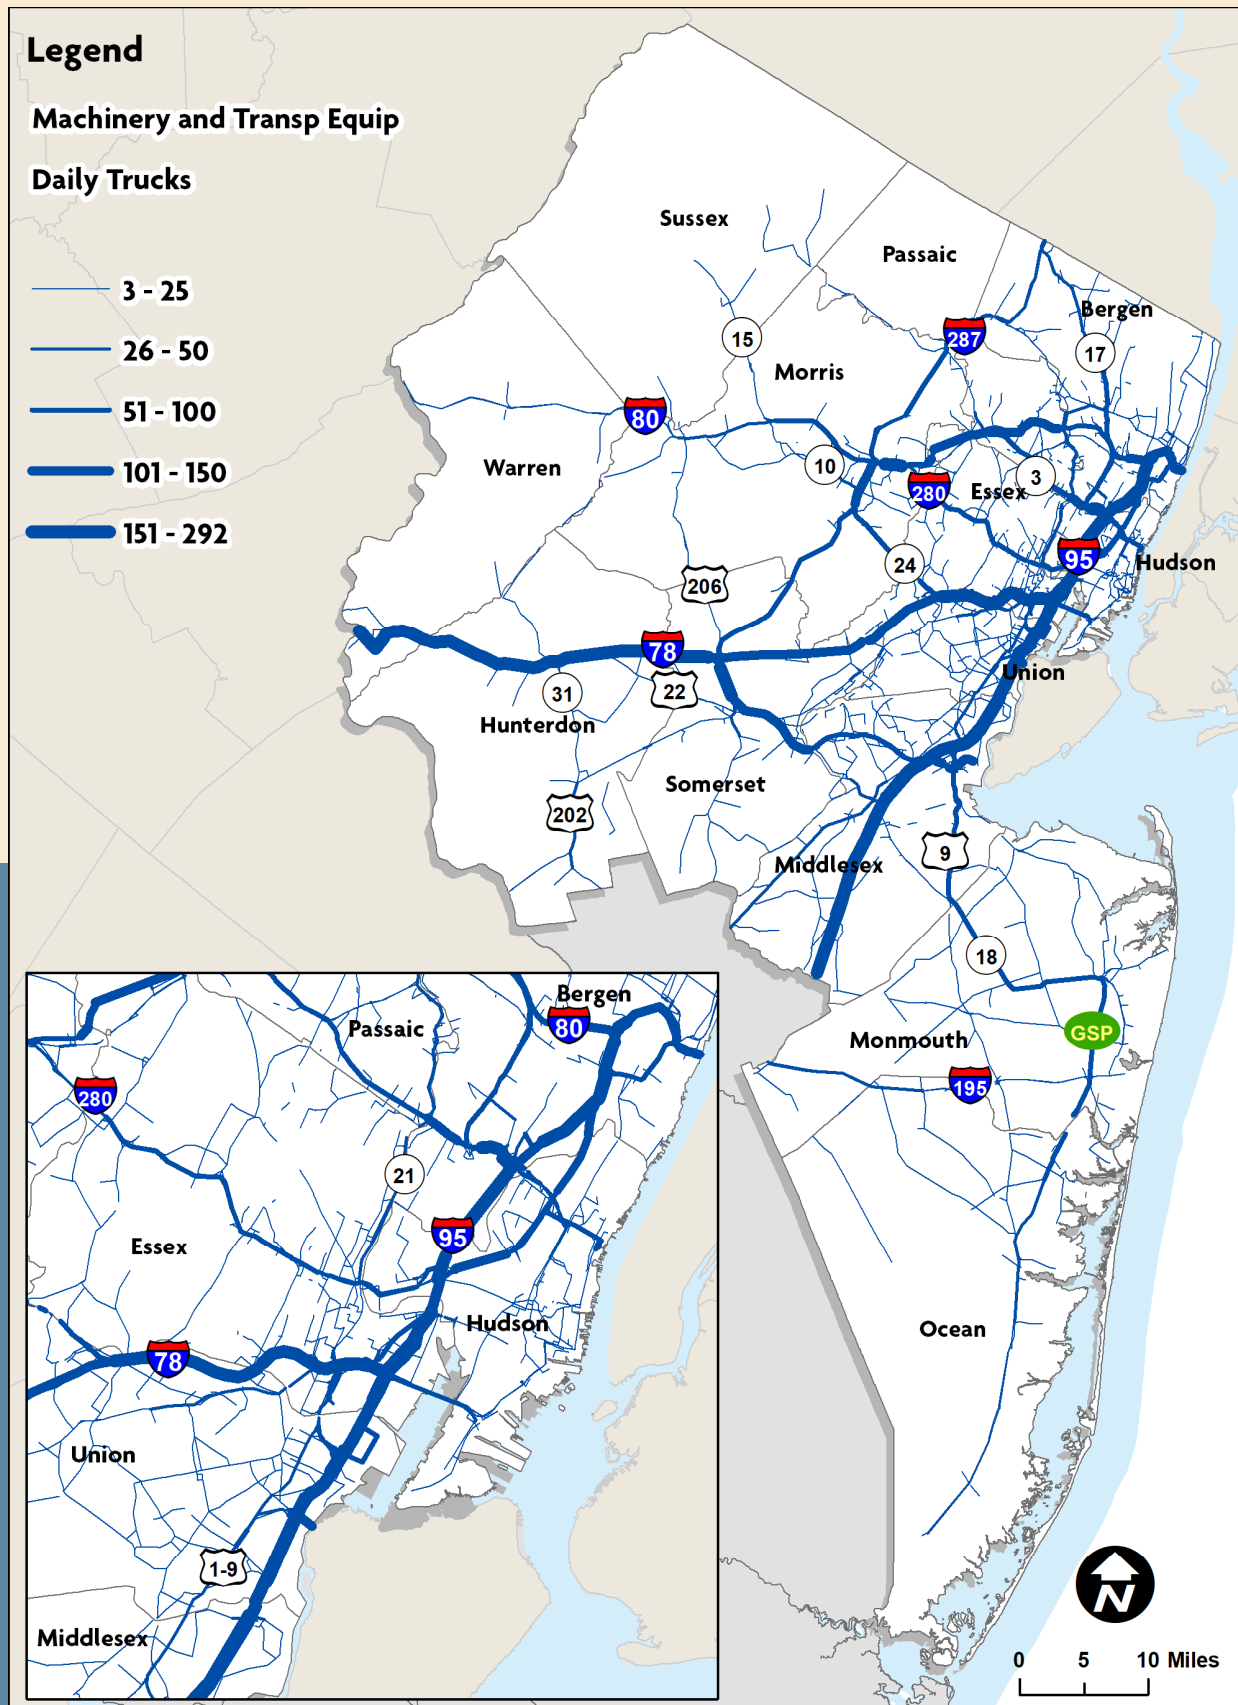 Legend
Machinery and Transp Equip
Daily Trucks
3 - 25
26 - 50
51 - 100
101 - 150
151 - 292
Sussex
Passaic
Bergen
287
15
17
Morris
80
10
Warren
280
Essex
3
95
Hudson
24
206
78
Union
22
31
Hunterdon
Somerset
202
9
Middlesex
18
GSP
Monmouth
195
Ocean
N
0 5 10 Miles
Bergen
80
Passaic
280
21
95
Essex
Hudson
78
Union
1-9
Middlesex